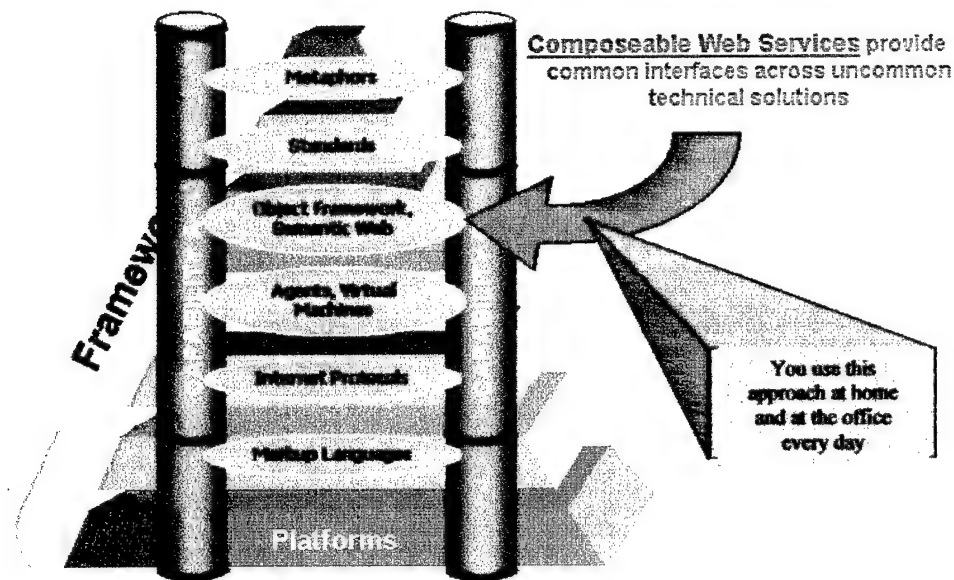 Composeable Web Services provide
common interfaces across uncommon
technical solutions
Metaphors
Standards
Object Framework,
Semantic Web
Agents, Virtual
Machines
Internet Protocals
Markup Languages
Platforms
You use this
approach at home
and at the office
every day